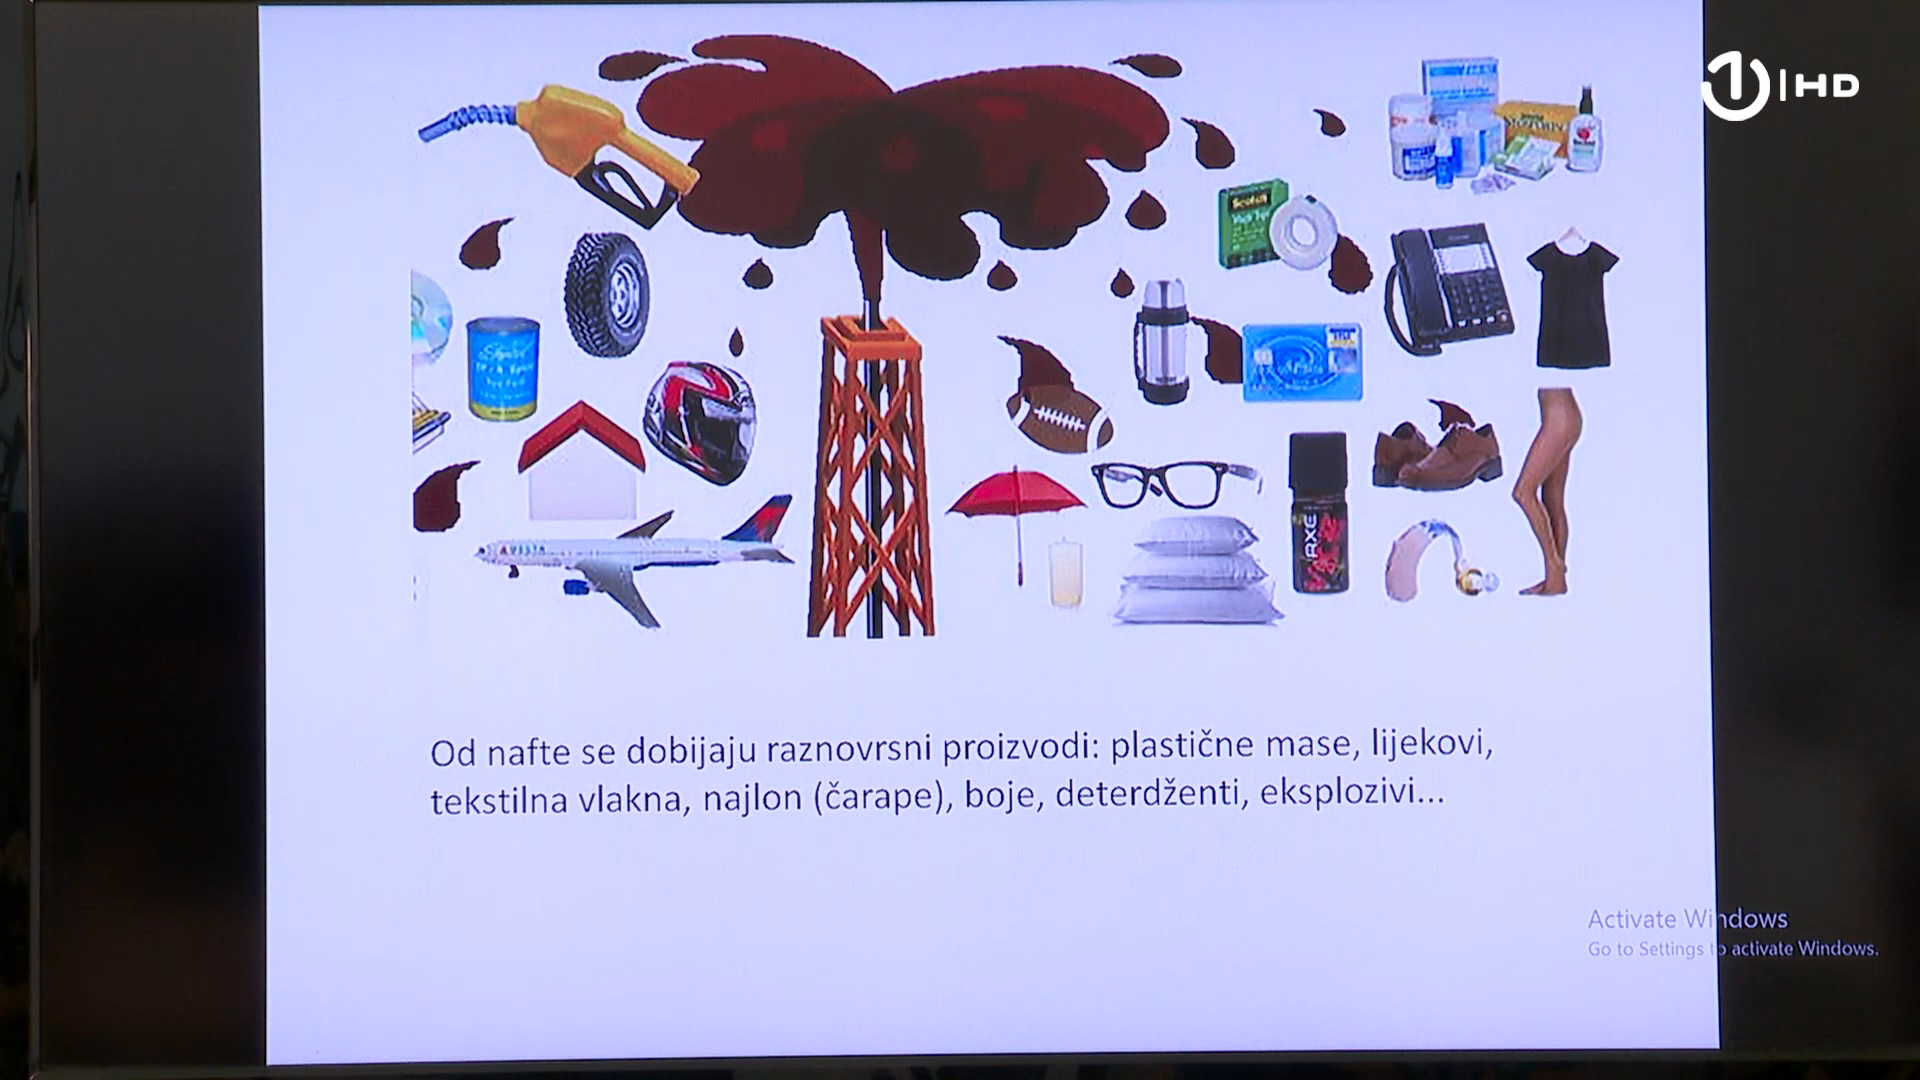 1 HD
Scotch
DELTA
AXE
Od nafte se dobijaju raznovrsni proizvodi: plastične mase, lijekovi,
tekstilna vlakna, najlon (čarape), boje, deterdženti, eksplozivi...
Activate Windows
Go to Settings to activate Windows.